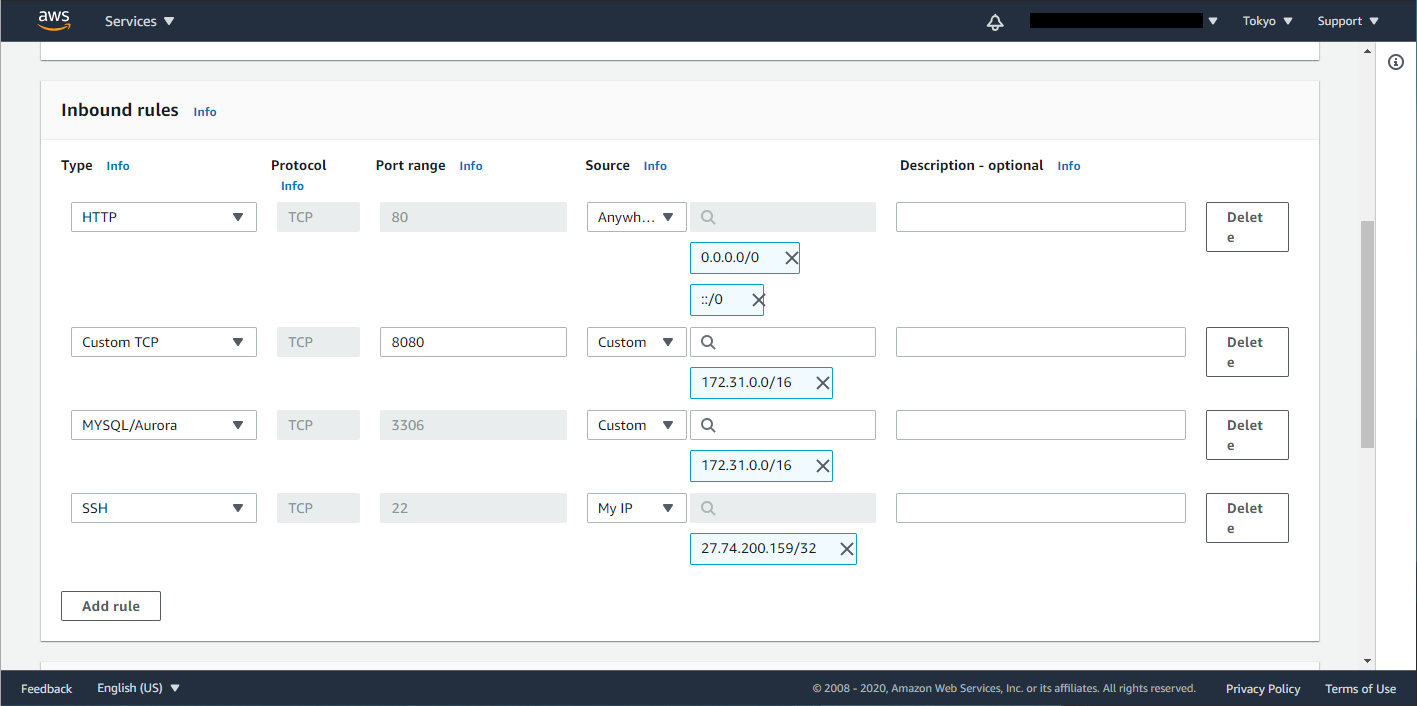 aws Services Tokyo Support
Inbound rules Info
Type Info Protocol Info Port range Info Source Info Description - optional Info
HTTP TCP 80 Anywh... Delete
0.0.0.0/0
::/0
Custom TCP TCP 8080 Custom Delete
172.31.0.0/16
MYSQL/Aurora TCP 3306 Custom Delete
172.31.0.0/16
SSH TCP 22 My IP Delete
27.74.200.159/32
Add rule
Feedback English (US) © 2008 - 2020, Amazon Web Services, Inc. or its affiliates. All rights reserved. Privacy Policy Terms of Use